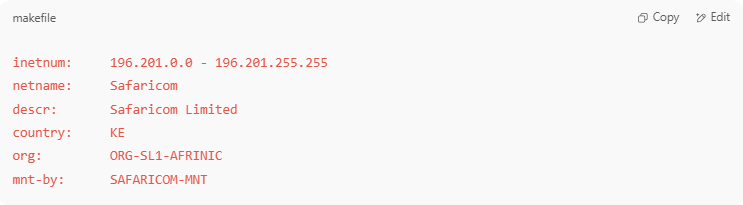 makefile
Copy
Edit
inetnum: 196.201.0.0 - 196.201.255.255
netname: Safaricom
descr: Safaricom Limited
country: KE
org: ORG-SL1-AFRINIC
mnt-by: SAFARICOM-MNT